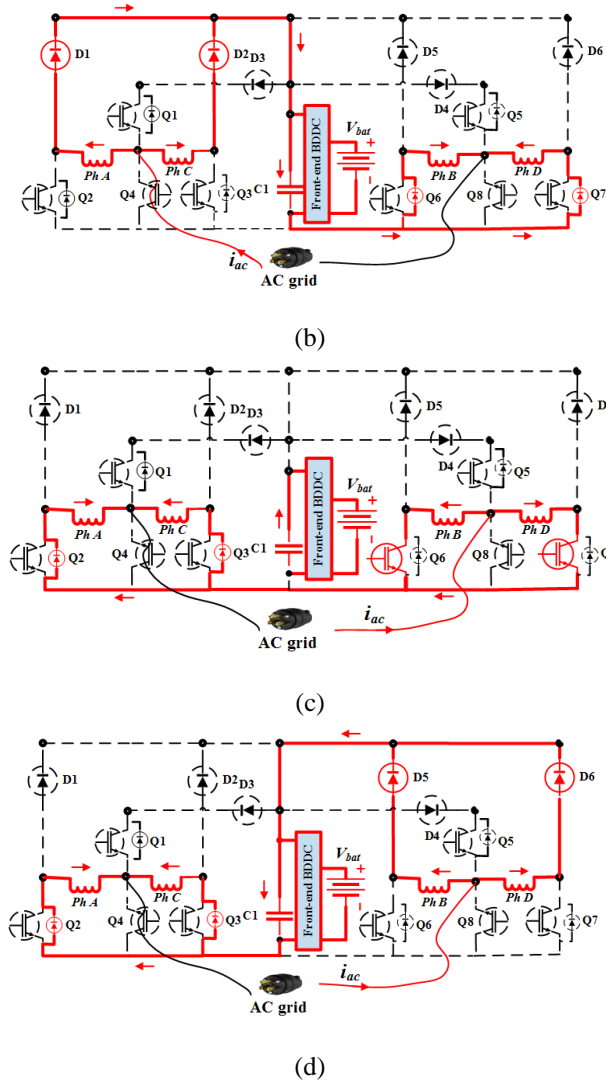 D1
D2
D3
D5
D6
Q1
D4
Q5
V_bat
+
Front-end BDDC
Ph A
Ph C
Ph B
Ph D
Q2
Q4
Q3
C1
Q6
Q8
Q7
i_ac
AC grid
(b)
D1
D2
D3
D5
D
Q1
D4
Q5
V_bat
+
Front-end BDDC
Ph A
Ph C
Ph B
Ph D
Q2
Q4
Q3
C1
Q6
Q8
Q
i_ac
AC grid
(c)
D1
D2
D3
D5
D6
Q1
D4
Q5
V_bat
+
Front-end BDDC
Ph A
Ph C
Ph B
Ph D
Q2
Q4
Q3
C1
Q6
Q8
Q7
i_ac
AC grid
(d)